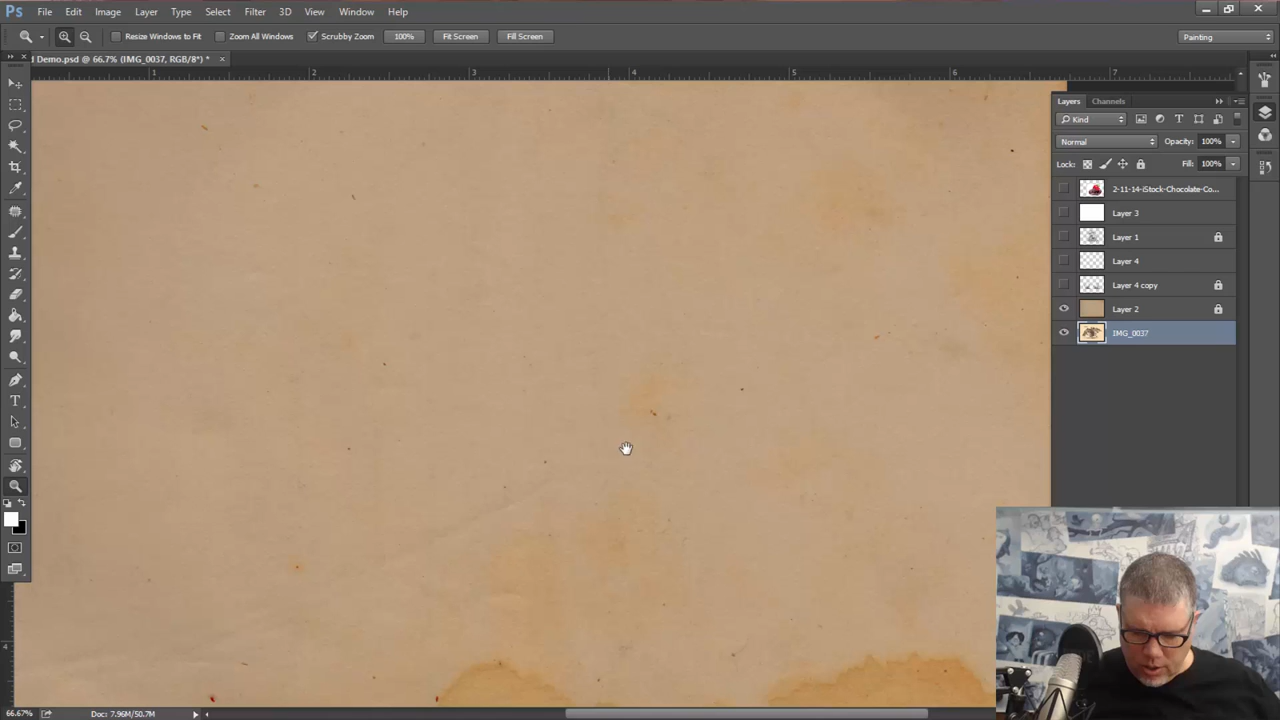 Ps File Edit Image Layer Type Select Filter 3D View Window Help
Resize Windows to Fit Zoom All Windows Scrubby Zoom 100% Fit Screen Fill Screen Painting
d Demo.psd @ 66.7% (IMG_0037, RGB/8*) * ×
1 2 3 4 5 6 7
Layers Channels
Kind
Normal Opacity: 100%
Lock: Fill: 100%
2-11-14-iStock-Chocolate-Co...
Layer 3
Layer 1
Layer 4
Layer 4 copy
Layer 2
IMG_0037
4
66.67% Doc: 7.96M/50.7M